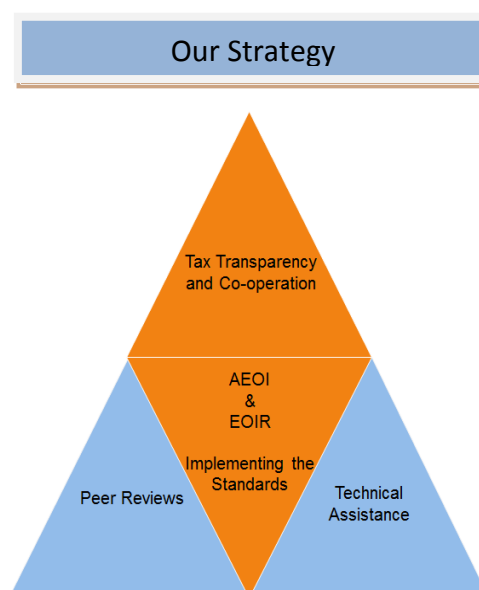 Our Strategy
Tax Transparency
and Co-operation
AEOI
&
EOIR
Implementing the
Standards
Peer Reviews
Technical
Assistance